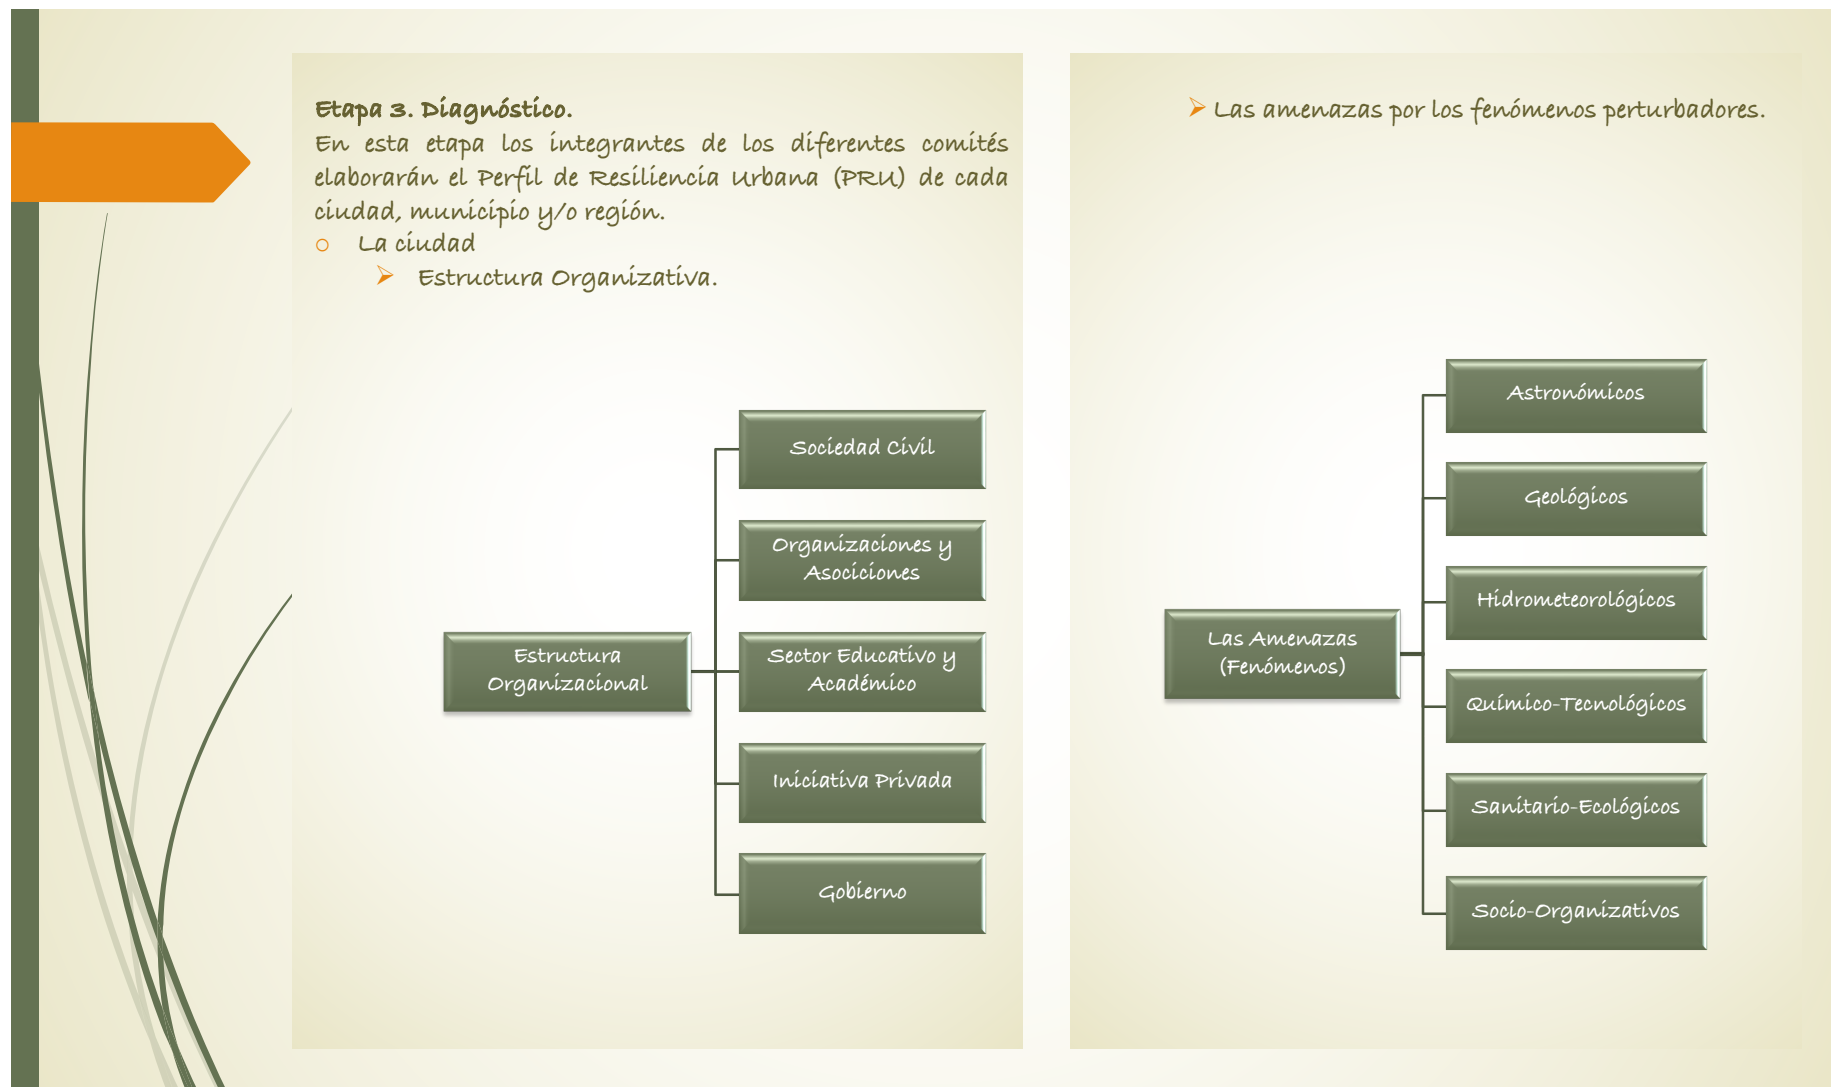 Etapa 3. Diagnóstico.
En esta etapa los integrantes de los diferentes comités
elaborarán el Perfil de Resiliencia Urbana (PRU) de cada
ciudad, municipio y/o región.
La ciudad
Estructura Organizativa.
Estructura
Organizacional
Sociedad Civil
Organizaciones y
Asociciones
Sector Educativo y
Académico
Iniciativa Privada
Gobierno
Las amenazas por los fenómenos perturbadores.
Las Amenazas
(Fenómenos)
Astronómicos
Geológicos
Hidrometeorológicos
Químico-Tecnológicos
Sanitario-Ecológicos
Socio-Organizativos